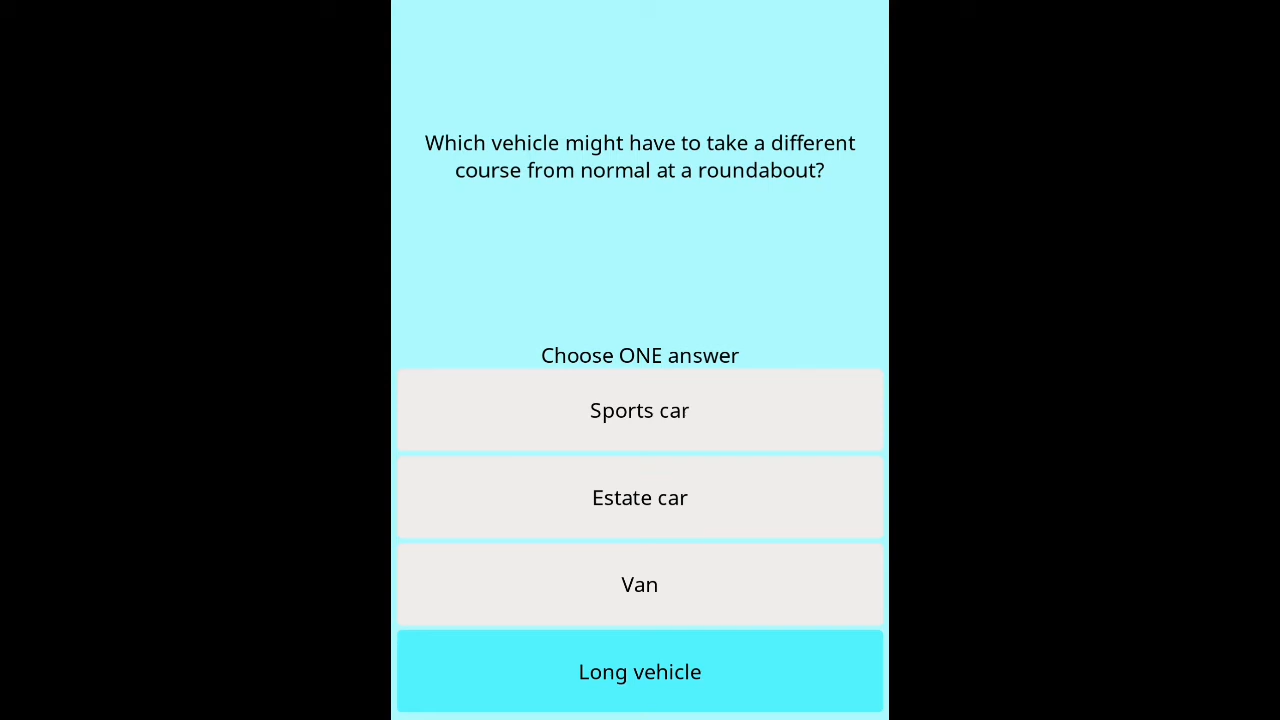 Which vehicle might have to take a different
course from normal at a roundabout?
Choose ONE answer
Sports car
Estate car
Van
Long vehicle